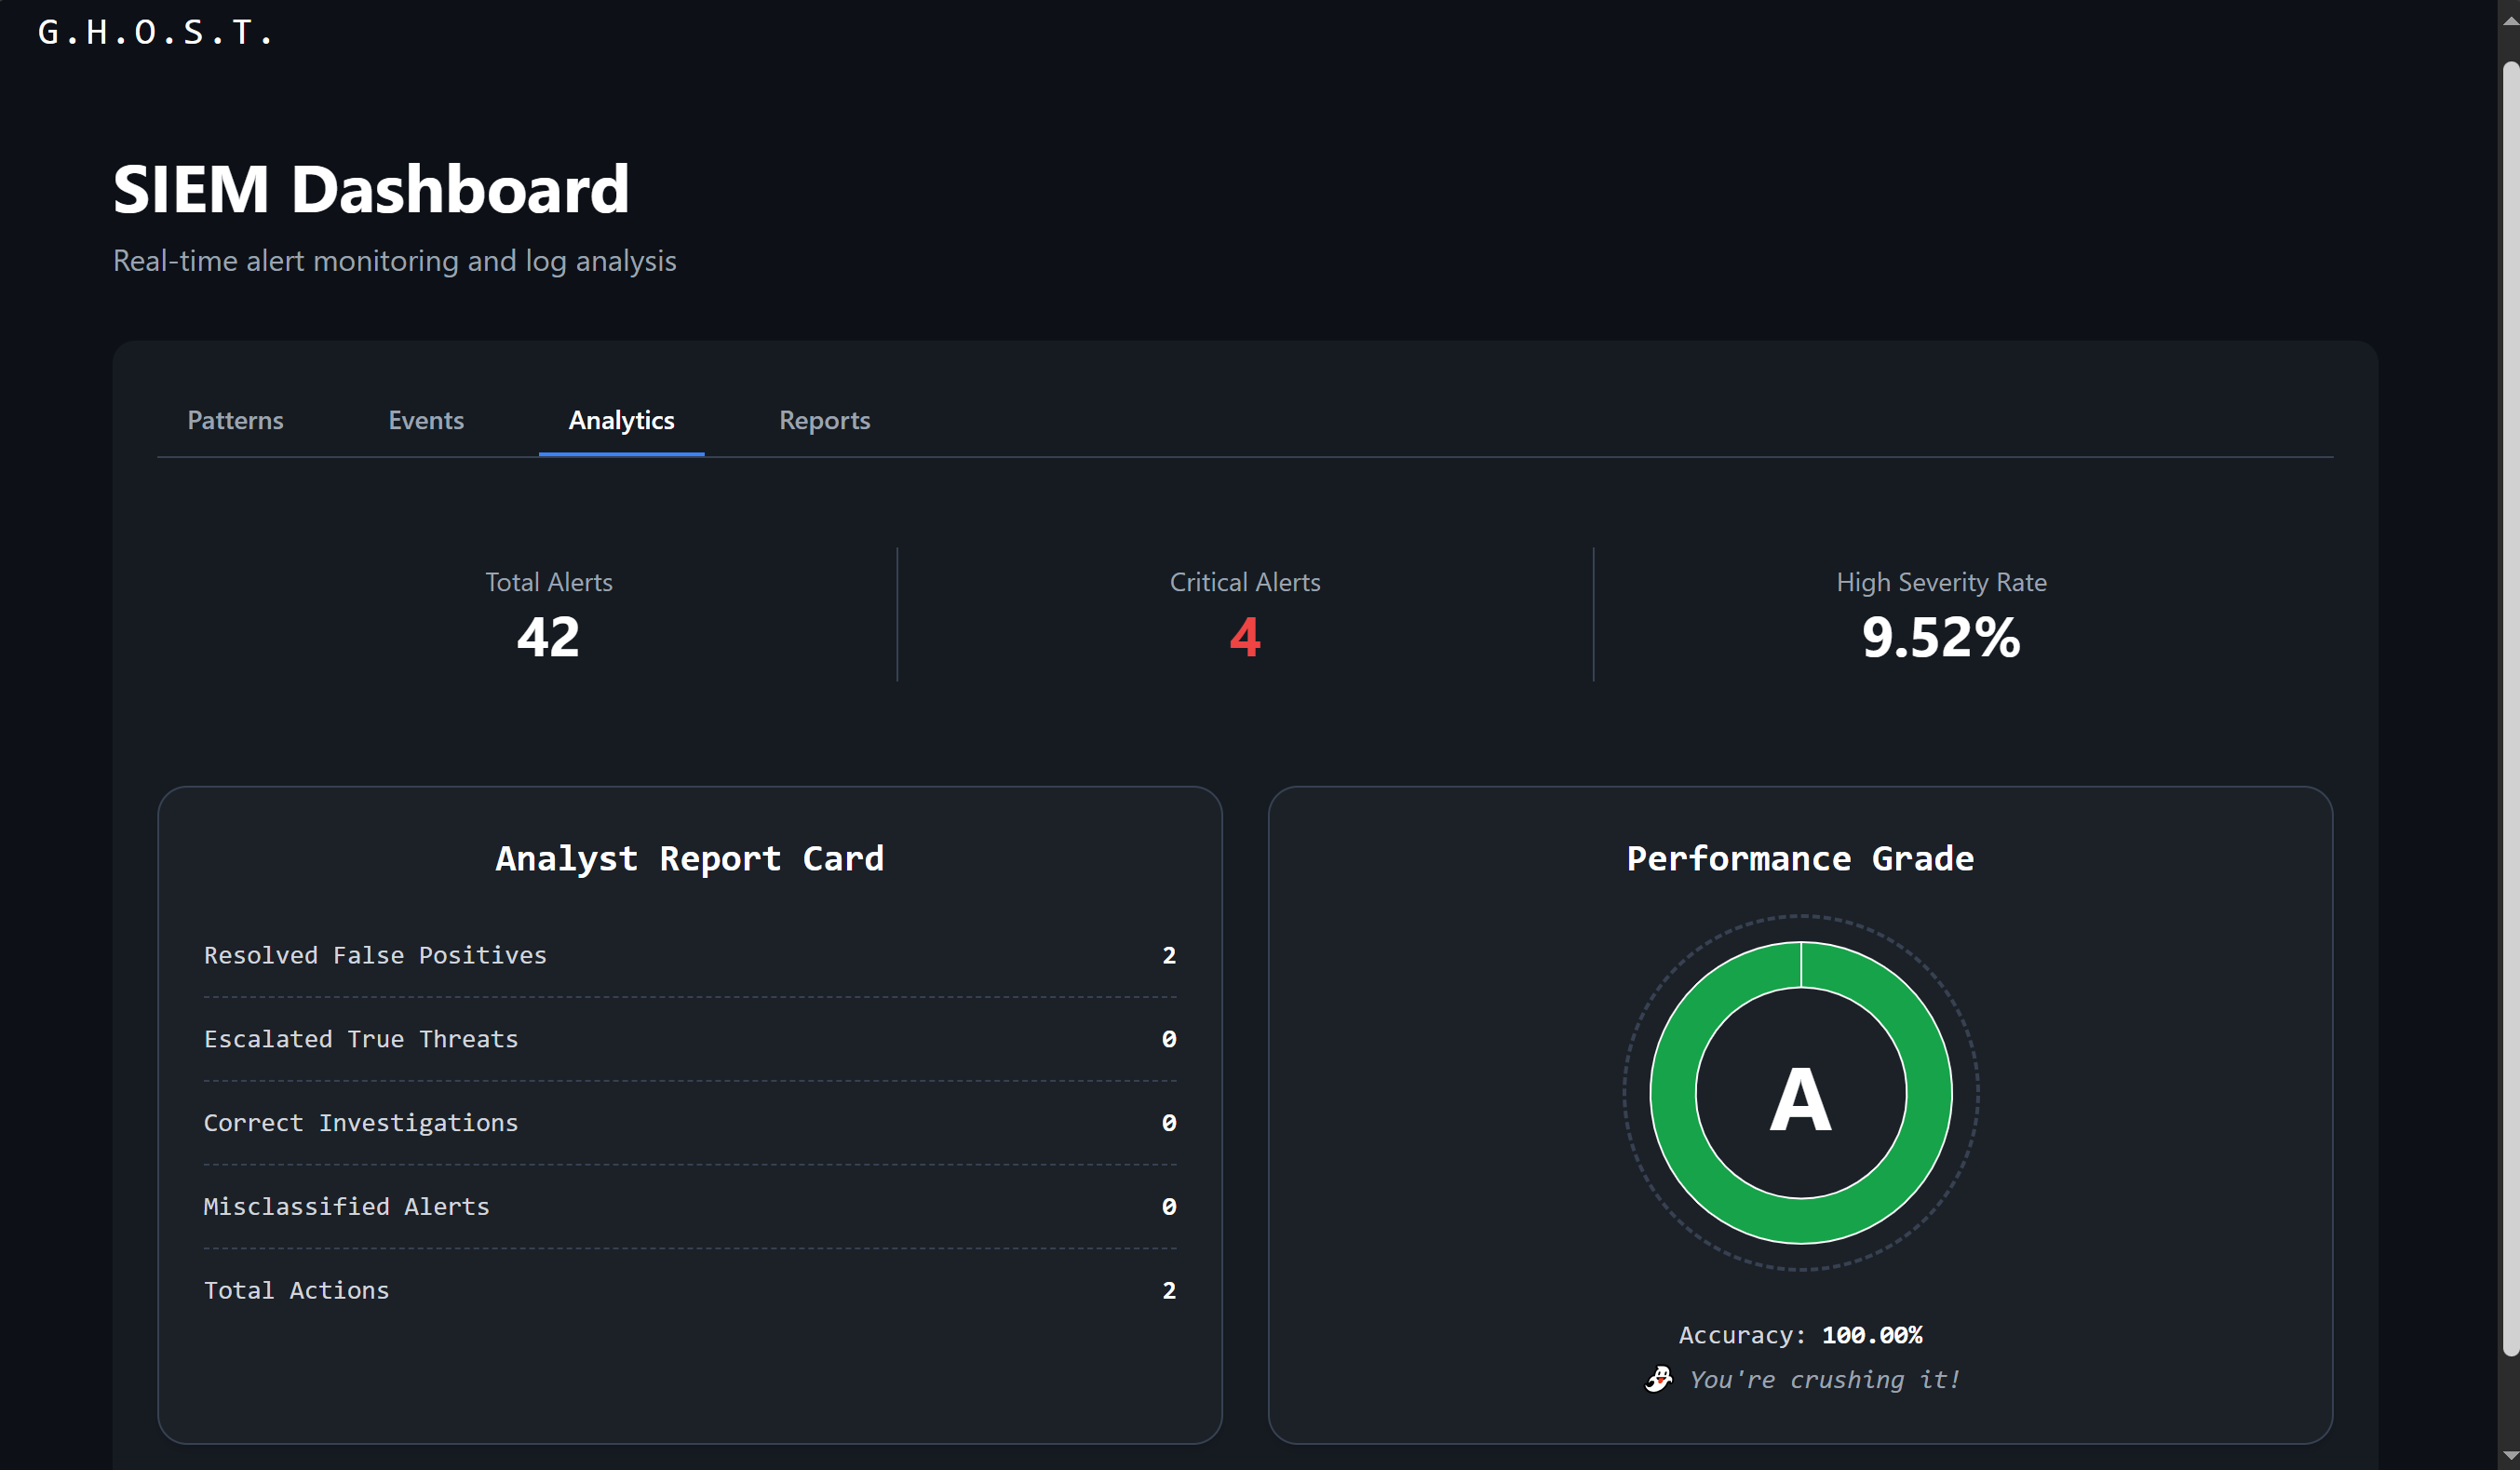 G.H.O.S.T.
SIEM Dashboard
Real-time alert monitoring and log analysis
Patterns Events Analytics Reports
Total Alerts
42
Critical Alerts
4
High Severity Rate
9.52%
Analyst Report Card
Resolved False Positives 2
Escalated True Threats 0
Correct Investigations 0
Misclassified Alerts 0
Total Actions 2
Performance Grade
A
Accuracy: 100.00%
You're crushing it!